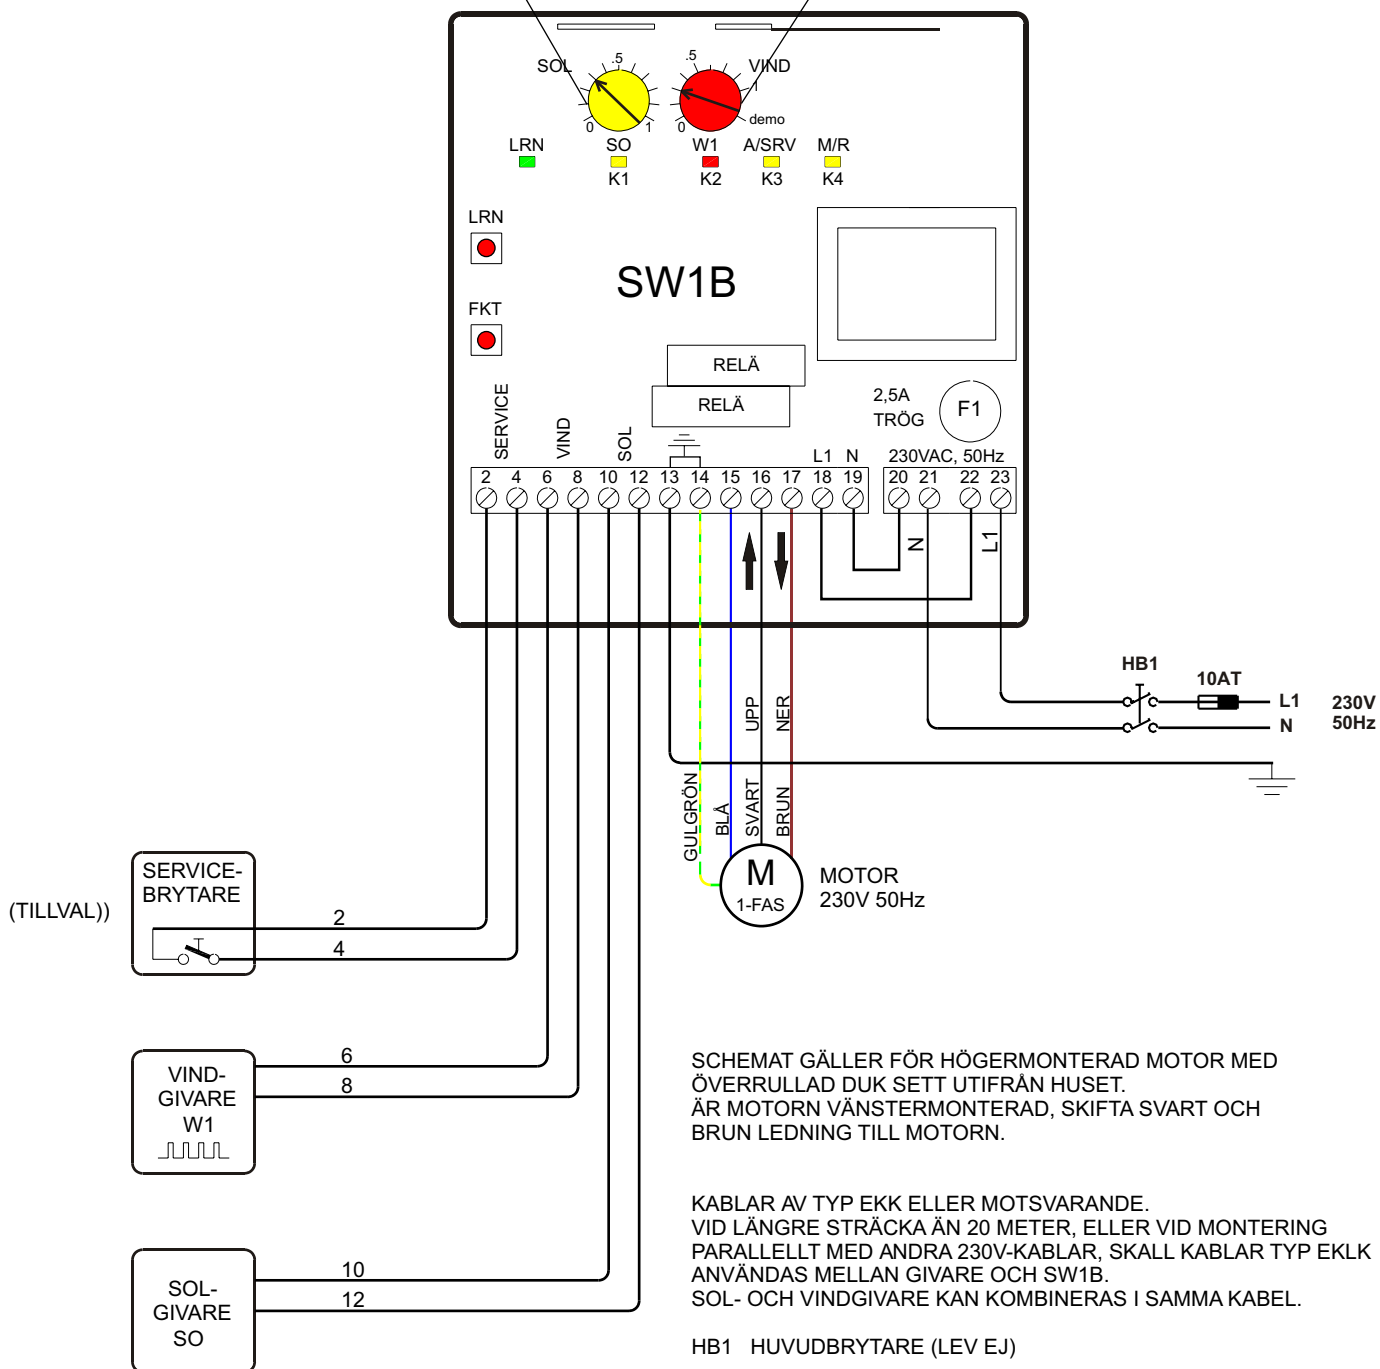 SOL
.5
0
1
.5
VIND
1
0
demo
LRN
SO
W1
A/SRV
M/R
K1
K2
K3
K4
LRN
SW1B
FKT
RELÄ
RELÄ
2,5A
TRÖG
F1
SERVICE
VIND
SOL
L1
N
230VAC, 50Hz
2
4
6
8
10
12
13
14
15
16
17
18
19
20
21
22
23
N
L1
HB1
10AT
L1
N
230V
50Hz
UPP
NER
GULGRÖN
BLÅ
SVART
BRUN
M
1-FAS
MOTOR
230V 50Hz
(TILLVAL))
SERVICE-
BRYTARE
2
4
VIND-
GIVARE
W1
6
8
SOL-
GIVARE
SO
10
12
SCHEMAT GÄLLER FÖR HÖGERMONTERAD MOTOR MED
ÖVERRULLAD DUK SETT UTIFRÅN HUSET.
ÄR MOTORN VÄNSTERMONTERAD, SKIFTA SVART OCH
BRUN LEDNING TILL MOTORN.
KABLAR AV TYP EKK ELLER MOTSVARANDE.
VID LÄNGRE STRÄCKA ÄN 20 METER, ELLER VID MONTERING
PARALLELLT MED ANDRA 230V-KABLAR, SKALL KABLAR TYP EKLK
ANVÄNDAS MELLAN GIVARE OCH SW1B.
SOL- OCH VINDGIVARE KAN KOMBINERAS I SAMMA KABEL.
HB1 HUVUDBRYTARE (LEV EJ)